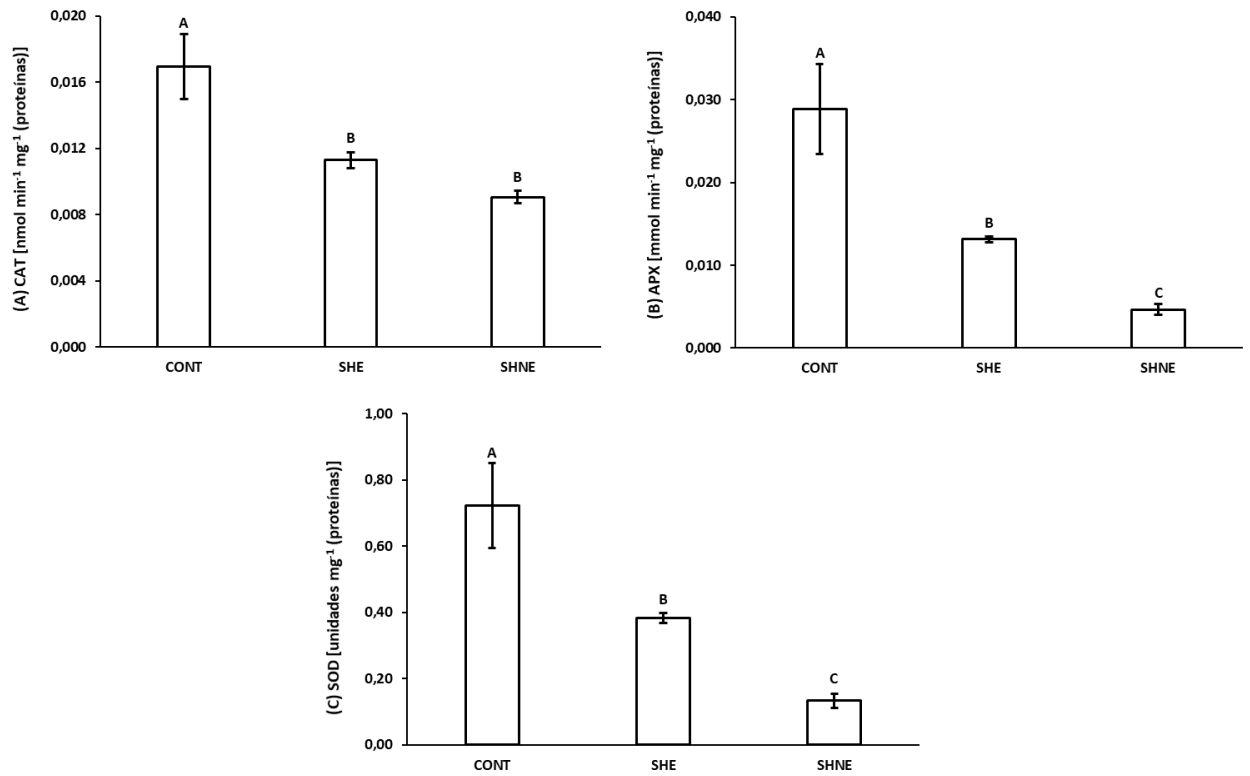 (A) CAT [nmol min-1 mg-1 (proteínas)]
0,020
0,016
0,012
0,008
0,004
0,000
A
B
B
CONT SHE SHNE
(B) APX [mmol min-1 mg-1 (proteínas)]
0,040
0,030
0,020
0,010
0,000
A
B
C
CONT SHE SHNE
(C) SOD [unidades mg-1 (proteínas)]
1,00
0,80
0,60
0,40
0,20
0,00
A
B
C
CONT SHE SHNE